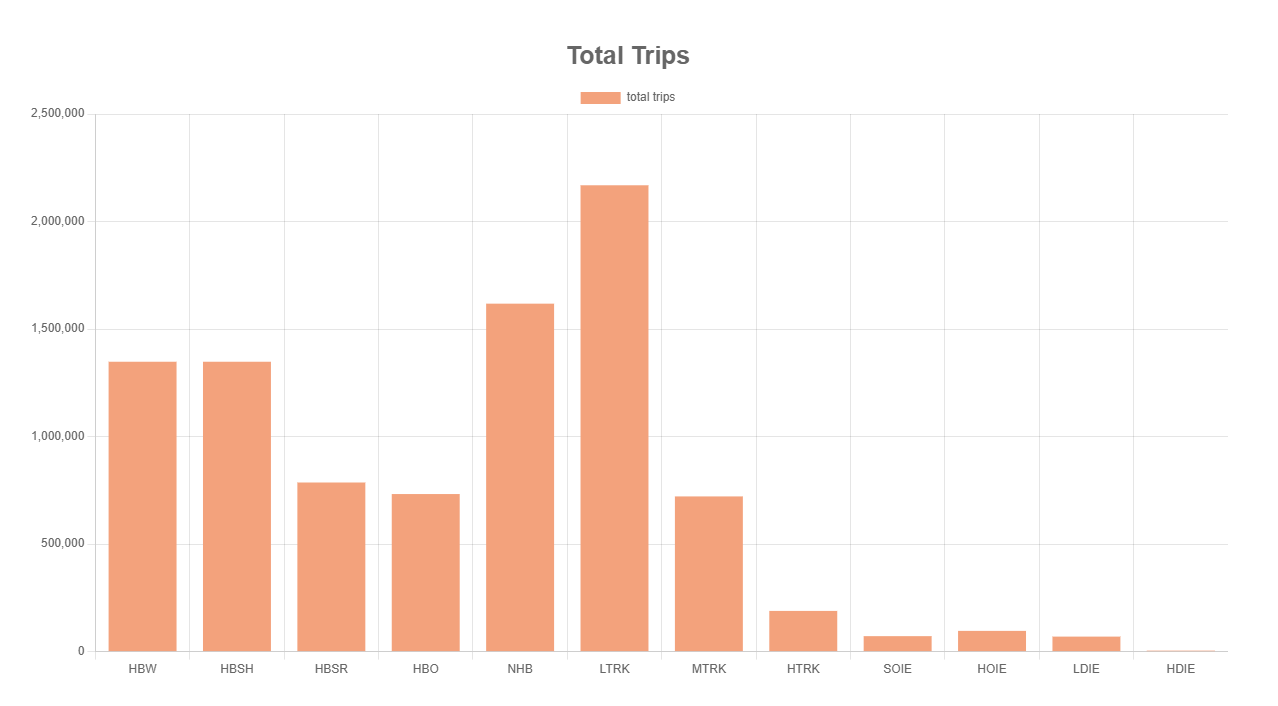 Total Trips
total trips
2,500,000
2,000,000
1,500,000
1,000,000
500,000
0
HBW HBSH HBSR HBO NHB LTRK MTRK HTRK SOIE HOIE LDIE HDIE